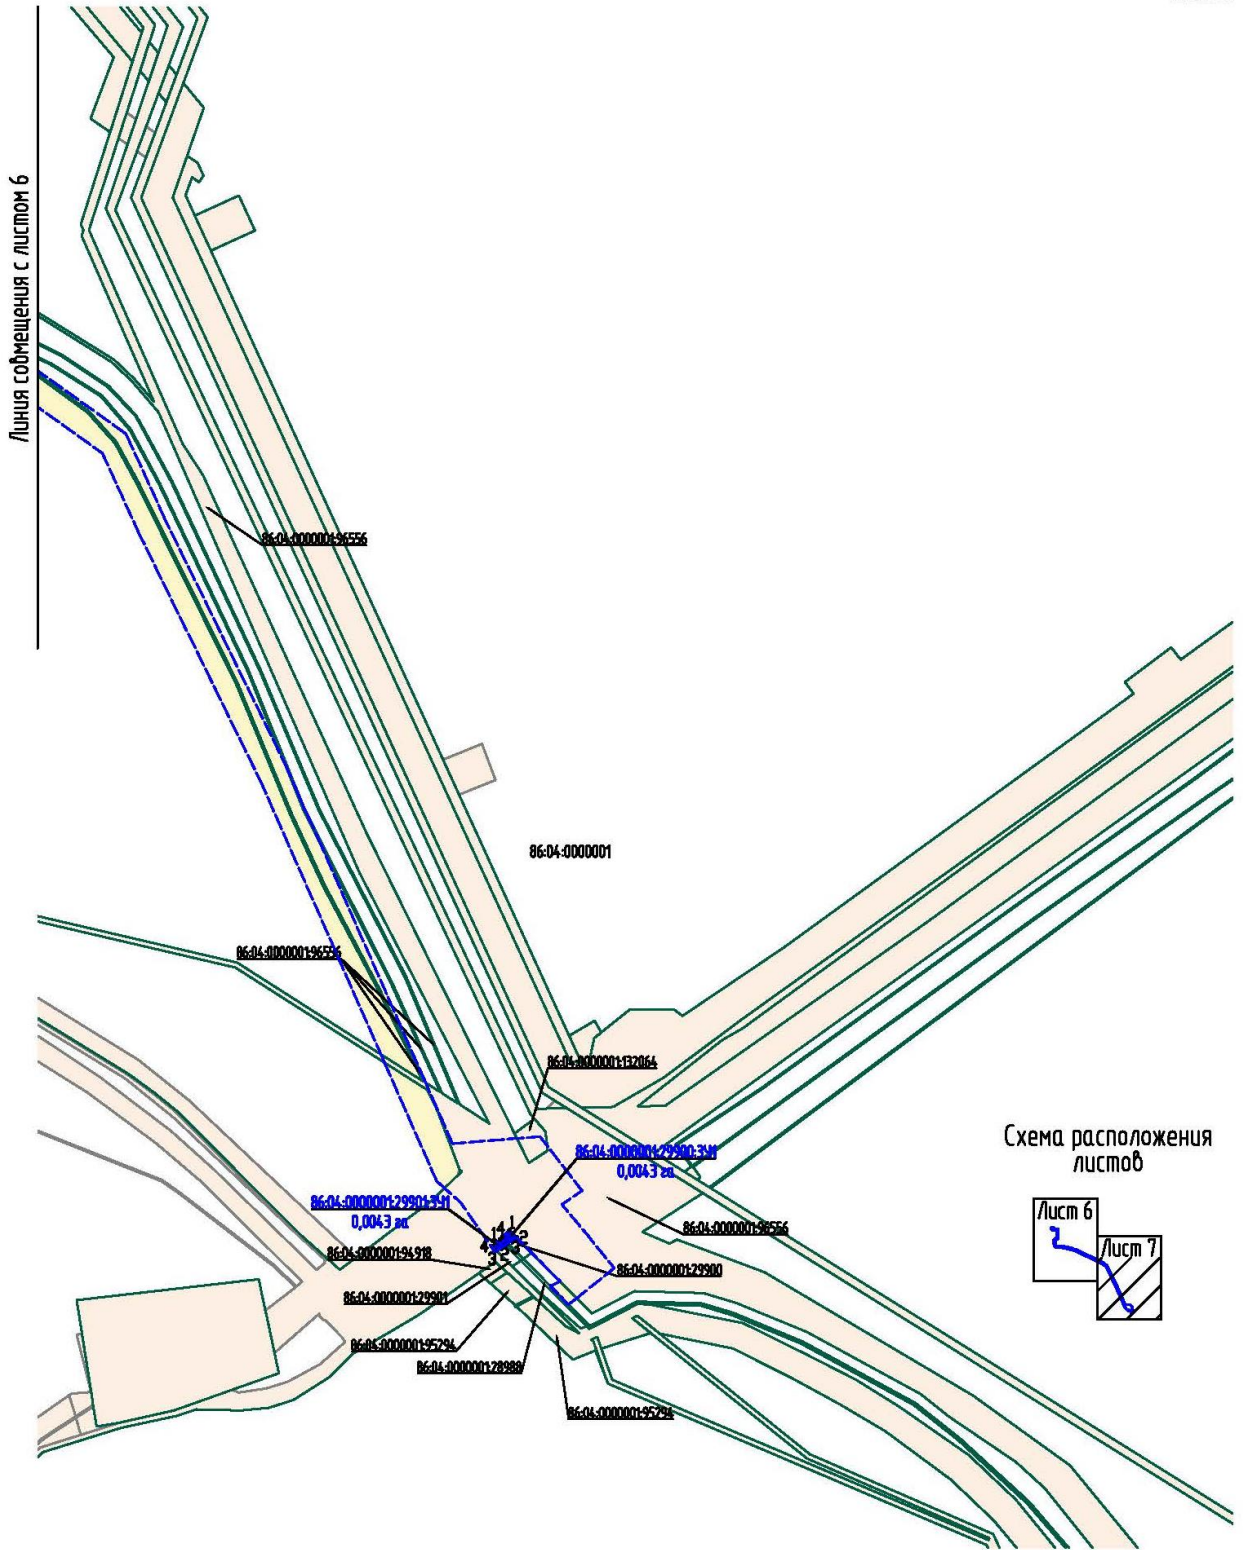 Линия совмещения с листом 6
86:04:0000001:96556
86:04:0000001
86:04:0000001:96556
86:04:0000001:132064
86:04:0000001:29900:ЗУ1
0,0043 га
86:04:0000001:29901:ЗУ1
0,0043 га
86:04:0000001:96556
86:04:0000001:94918
86:04:0000001:29900
86:04:0000001:29901
86:04:0000001:95294
86:04:0000001:28988
86:04:0000001:95294
Схема расположения
листов
Лист 6
Лист 7